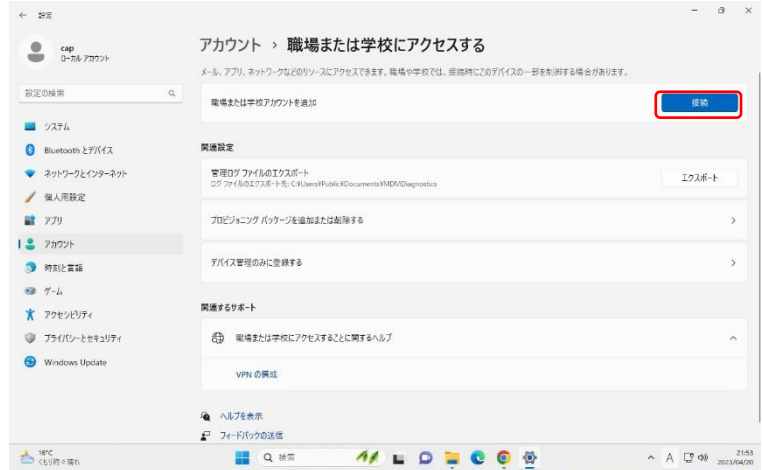 設定
cap
ローカル アカウント
設定の検索
システム
Bluetooth とデバイス
ネットワークとインターネット
個人用設定
アプリ
アカウント
時刻と言語
ゲーム
アクセシビリティ
プライバシーとセキュリティ
Windows Update
アカウント › 職場または学校にアクセスする
メール、アプリ、ネットワークなどのリソースにアクセスできます。職場や学校では、接続時にこのデバイスの一部を制御する場合があります。
職場または学校アカウントを追加
接続
関連設定
管理ログ ファイルのエクスポート
ログ ファイルのエクスポート先: C:¥Users¥Public¥Documents¥MDMDiagnostics
エクスポート
プロビジョニング パッケージを追加または削除する
デバイス管理のみに登録する
関連するサポート
職場または学校にアクセスすることに関するヘルプ
VPN の構成
ヘルプを表示
フィードバックの送信
16°C
くもり時々晴れ
検索
A
21:53
2023/04/20